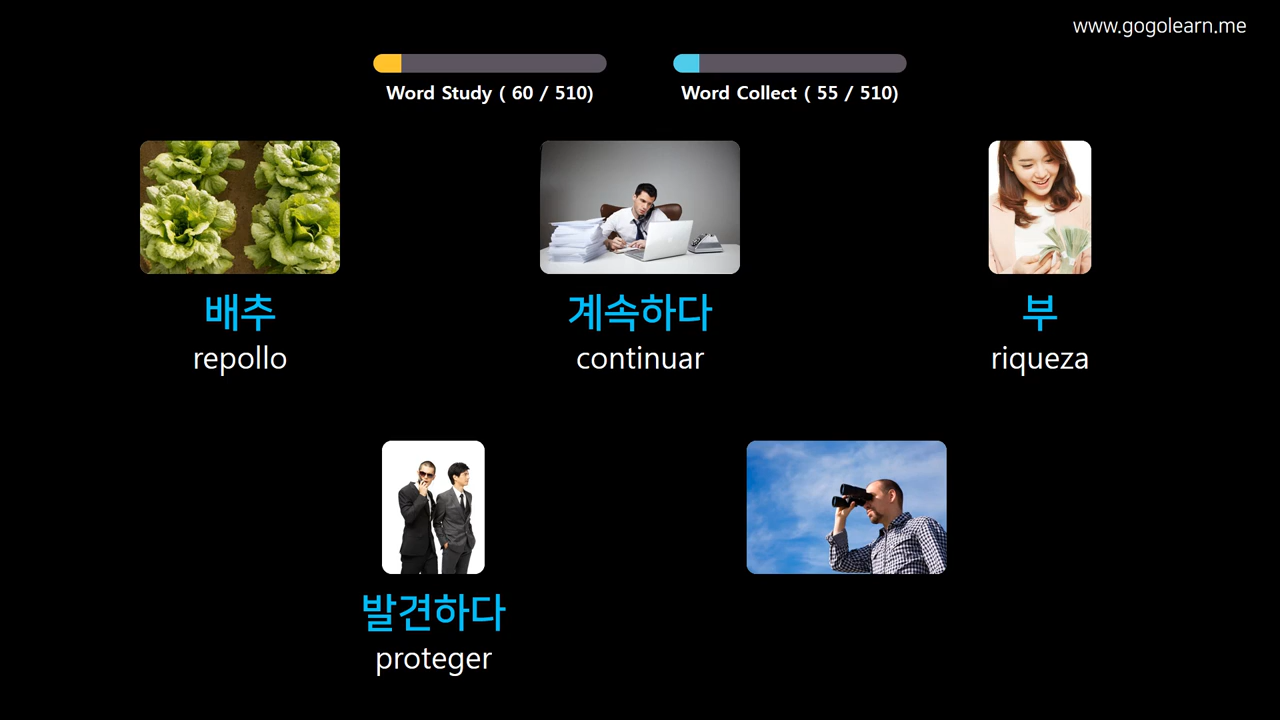 www.gogolearn.me
Word Study ( 60 / 510)
Word Collect ( 55 / 510)
배추
repollo
계속하다
continuar
부
riqueza
발견하다
proteger